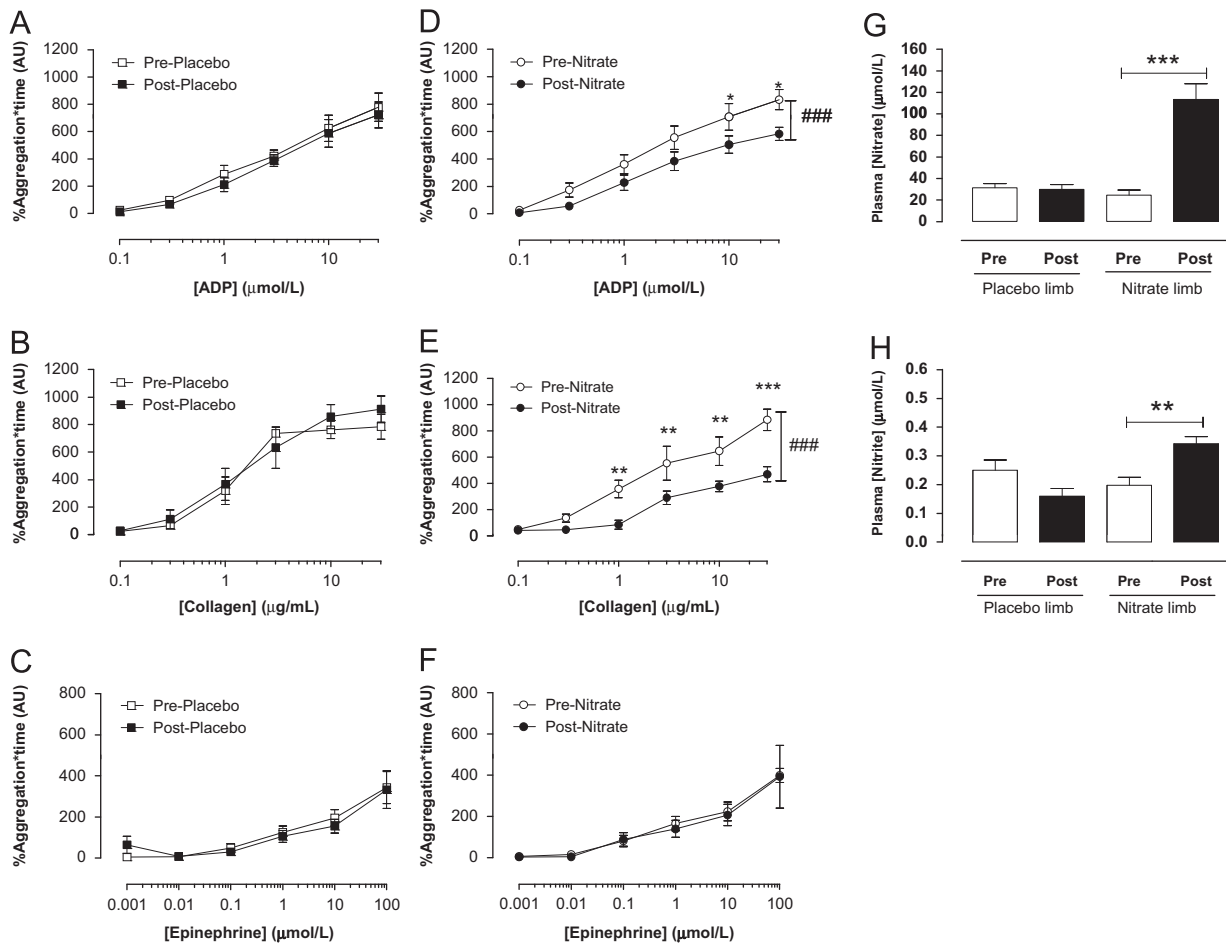 A
%Aggregation*time (AU)
1200
1000
800
600
400
200
0
Pre-Placebo
Post-Placebo
0.1
1
10
[ADP] (μmol/L)
D
%Aggregation*time (AU)
1200
1000
800
600
400
200
0
Pre-Nitrate
Post-Nitrate
*
*
###
0.1
1
10
[ADP] (μmol/L)
G
Plasma [Nitrate] (μmol/L)
160
140
120
100
80
60
40
20
0
***
Pre Post Pre Post
Placebo limb Nitrate limb
B
%Aggregation*time (AU)
1200
1000
800
600
400
200
0
Pre-Placebo
Post-Placebo
0.1
1
10
[Collagen] (μg/mL)
E
%Aggregation*time (AU)
1200
1000
800
600
400
200
0
Pre-Nitrate
Post-Nitrate
**
**
**
***
###
0.1
1
10
[Collagen] (μg/mL)
H
Plasma [Nitrite] (μmol/L)
0.6
0.5
0.4
0.3
0.2
0.1
0.0
**
Pre Post Pre Post
Placebo limb Nitrate limb
C
%Aggregation*time (AU)
800
600
400
200
0
Pre-Placebo
Post-Placebo
0.001 0.01 0.1 1 10 100
[Epinephrine] (μmol/L)
F
%Aggregation*time (AU)
800
600
400
200
0
Pre-Nitrate
Post-Nitrate
0.001 0.01 0.1 1 10 100
[Epinephrine] (μmol/L)